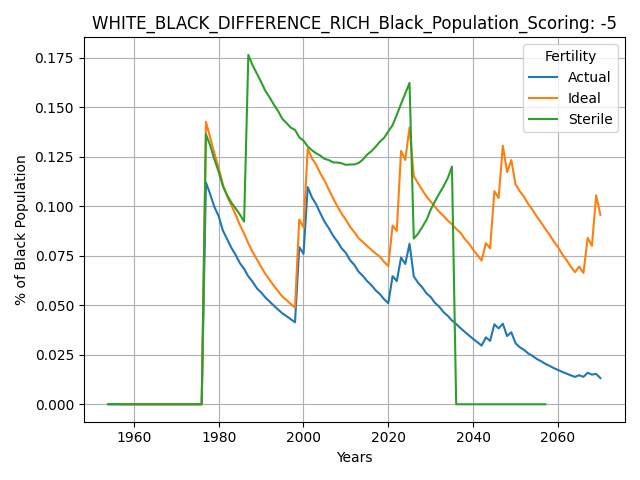 WHITE_BLACK_DIFFERENCE_RICH_Black_Population_Scoring: -5
Fertility
Actual
Ideal
Sterile
% of Black Population
0.175
0.150
0.125
0.100
0.075
0.050
0.025
0.000
1960 1980 2000 2020 2040 2060
Years